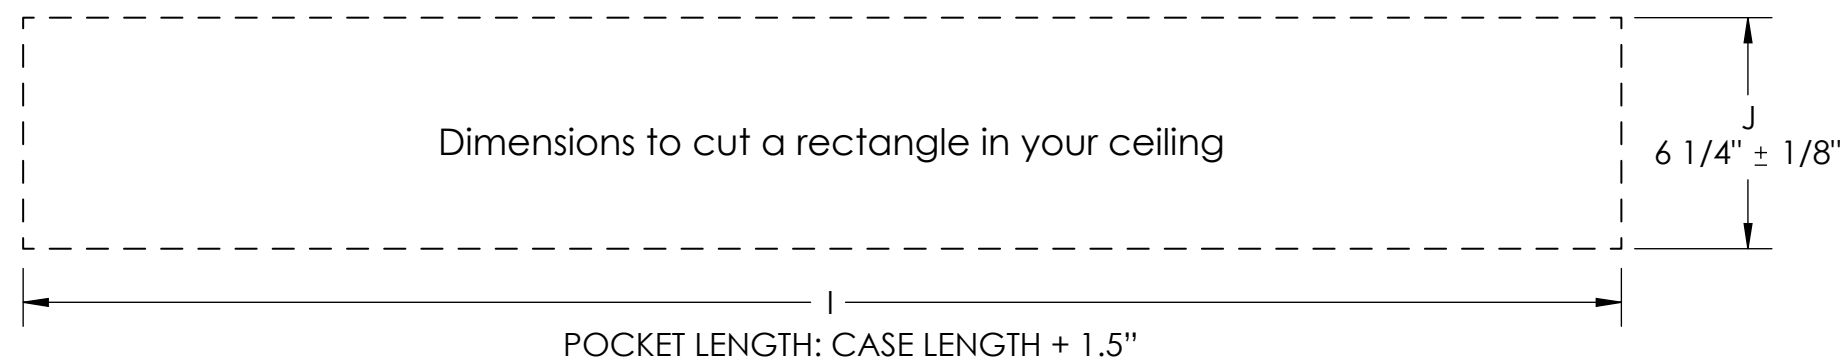 Dimensions to cut a rectangle in your ceiling
J
6 1/4" ± 1/8"
I
POCKET LENGTH: CASE LENGTH + 1.5”